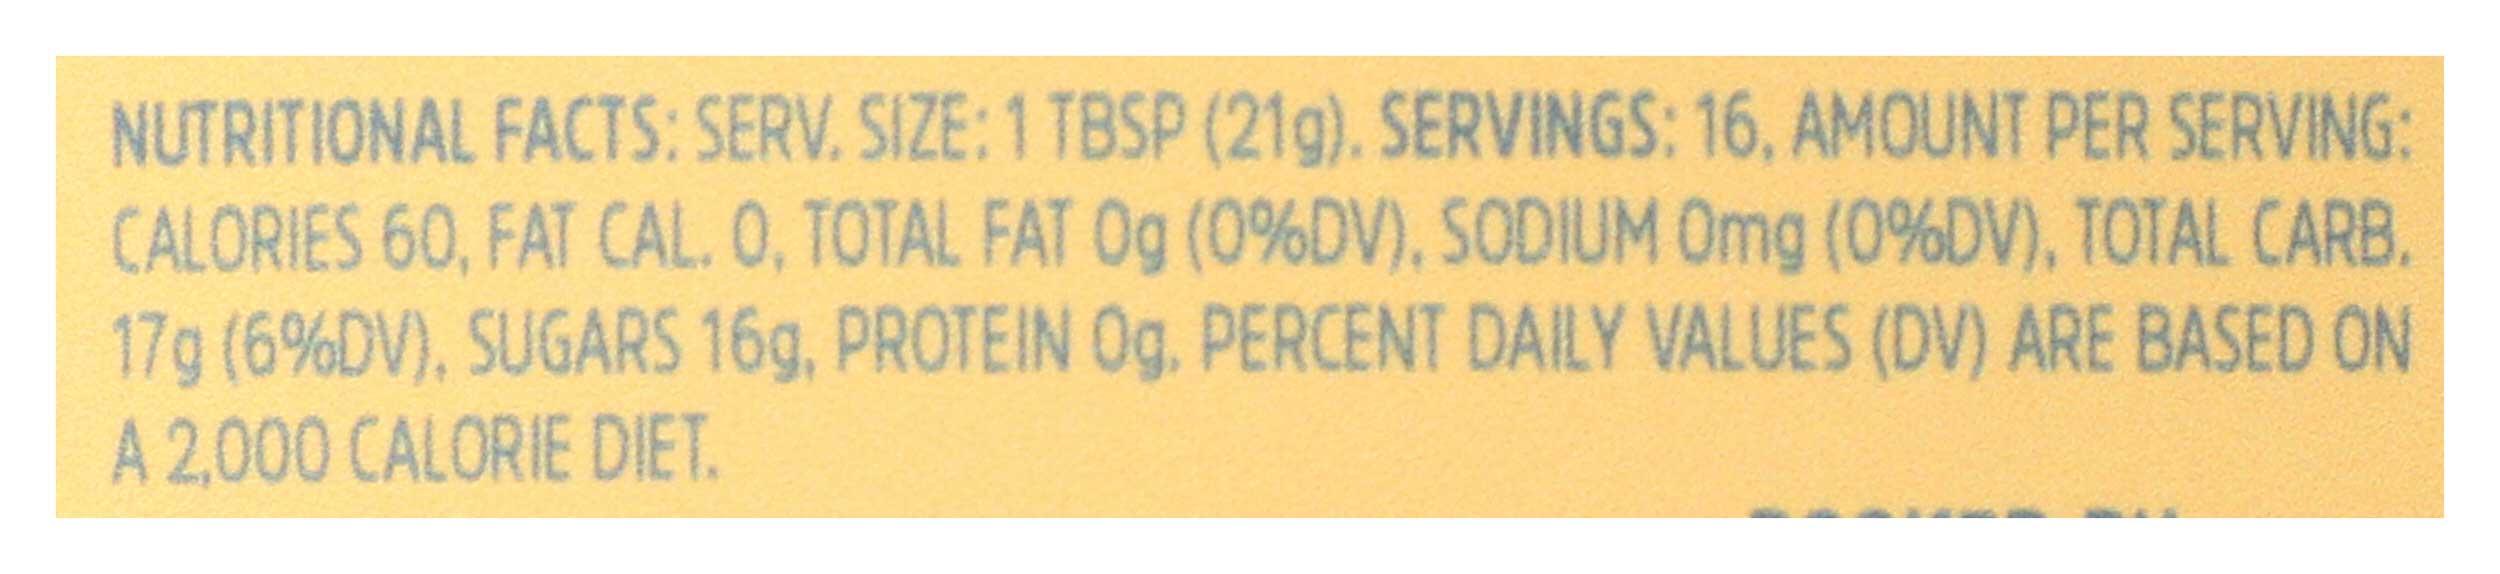 NUTRITIONAL FACTS: SERV. SIZE: 1 TBSP (21g). SERVINGS: 16, AMOUNT PER SERVING:
CALORIES 60, FAT CAL. 0, TOTAL FAT 0g (0%DV), SODIUM 0mg (0%DV), TOTAL CARB.
17g (6%DV), SUGARS 16g, PROTEIN 0g. PERCENT DAILY VALUES (DV) ARE BASED ON
A 2,000 CALORIE DIET.